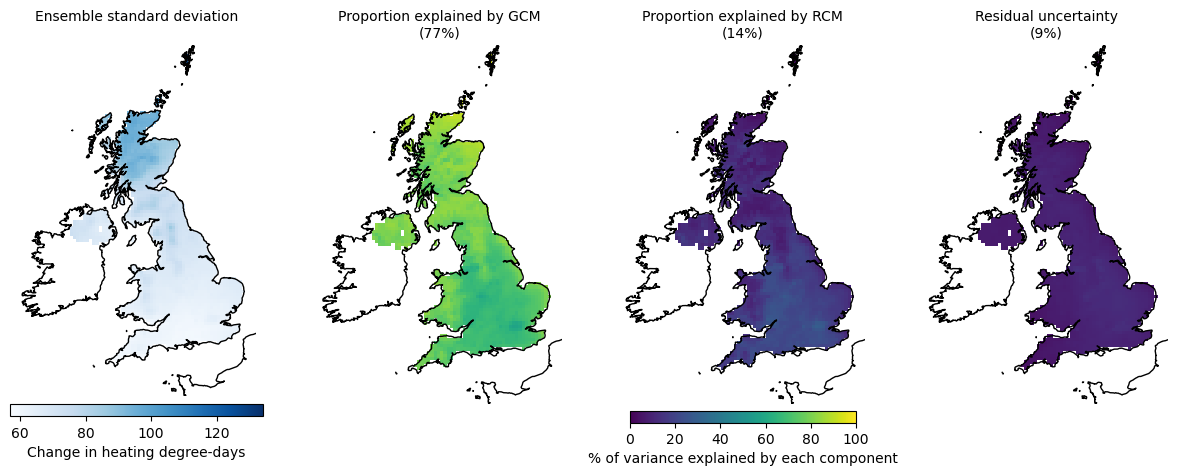 Ensemble standard deviation
Proportion explained by GCM
(77%)
Proportion explained by RCM
(14%)
Residual uncertainty
(9%)
60 80 100 120
Change in heating degree-days
0 20 40 60 80 100
% of variance explained by each component